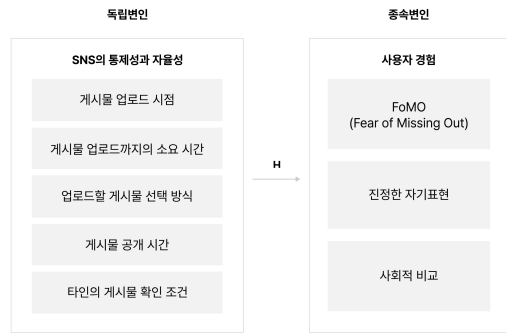 독립변인
종속변인
SNS의 통제성과 자율성
게시물 업로드 시점
게시물 업로드까지의 소요 시간
업로드할 게시물 선택 방식
게시물 공개 시간
타인의 게시물 확인 조건
H
사용자 경험
FoMO
(Fear of Missing Out)
진정한 자기표현
사회적 비교